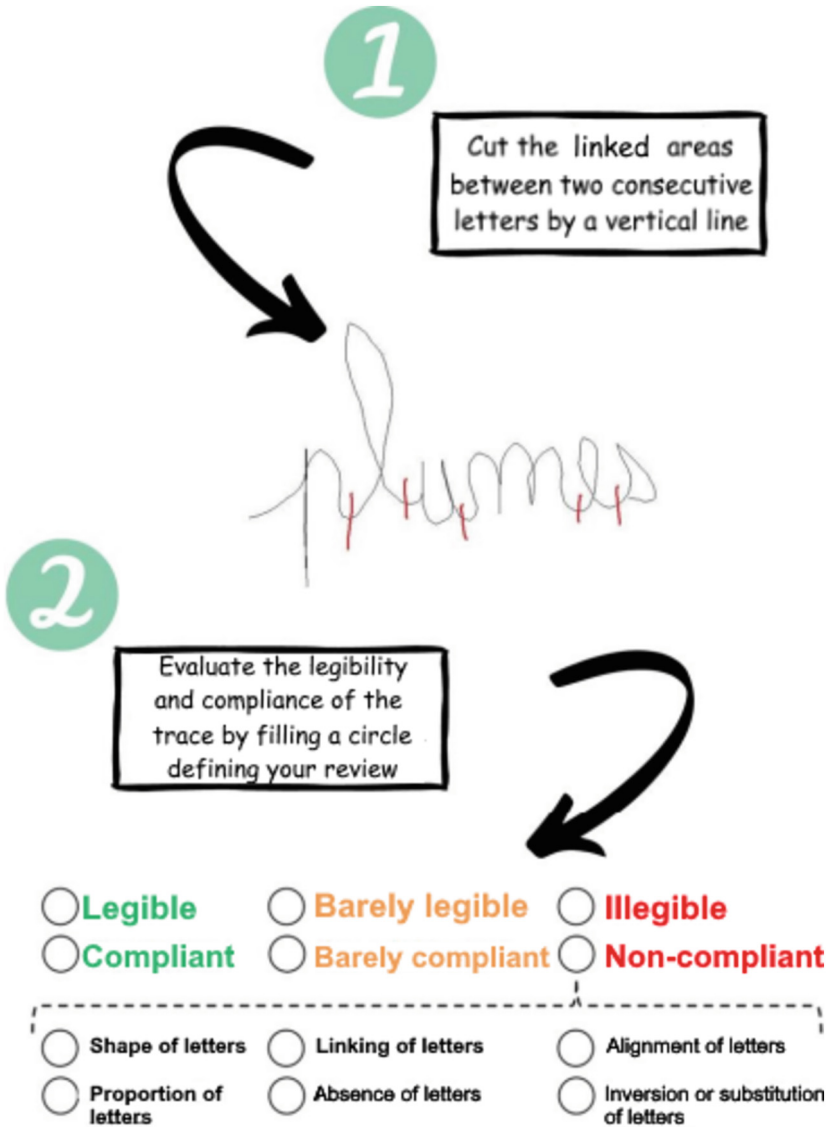 1
Cut the linked areas
between two consecutive
letters by a vertical line
plumes
2
Evaluate the legibility
and compliance of the
trace by filling a circle
defining your review
Legible Barely legible Illegible
Compliant Barely compliant Non-compliant
Shape of letters Linking of letters Alignment of letters
Proportion of letters Absence of letters Inversion or substitution of letters